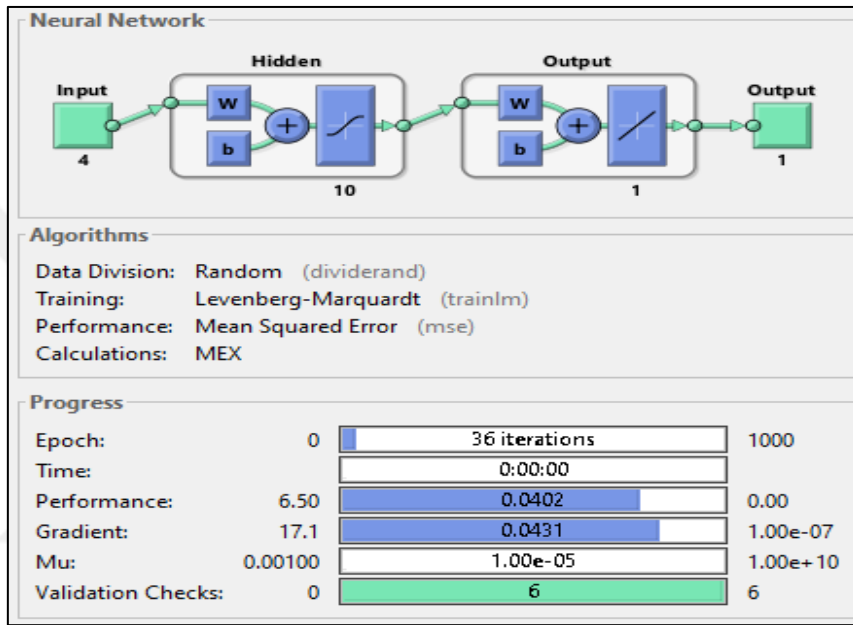 Neural Network
Hidden Output
Input Output
W W
b b
4 10 1 1
Algorithms
Data Division: Random (dividerand)
Training: Levenberg-Marquardt (trainlm)
Performance: Mean Squared Error (mse)
Calculations: MEX
Progress
Epoch: 0 36 iterations 1000
Time: 0:00:00
Performance: 6.50 0.0402 0.00
Gradient: 17.1 0.0431 1.00e-07
Mu: 0.00100 1.00e-05 1.00e+10
Validation Checks: 0 6 6